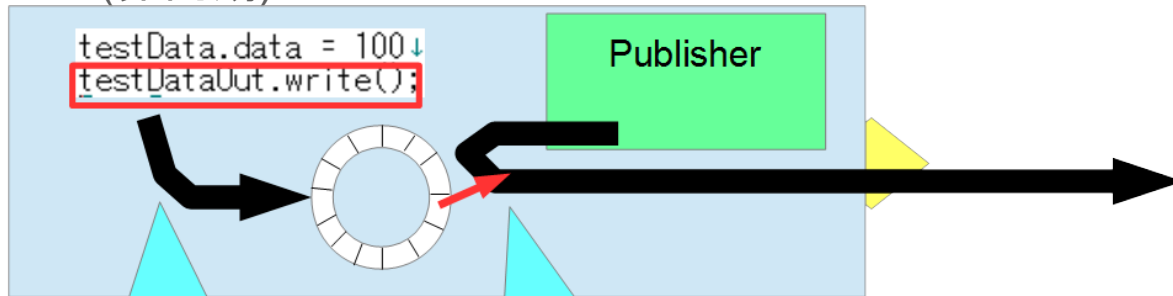 testData.data = 100↓
testDataOut.write();
Publisher